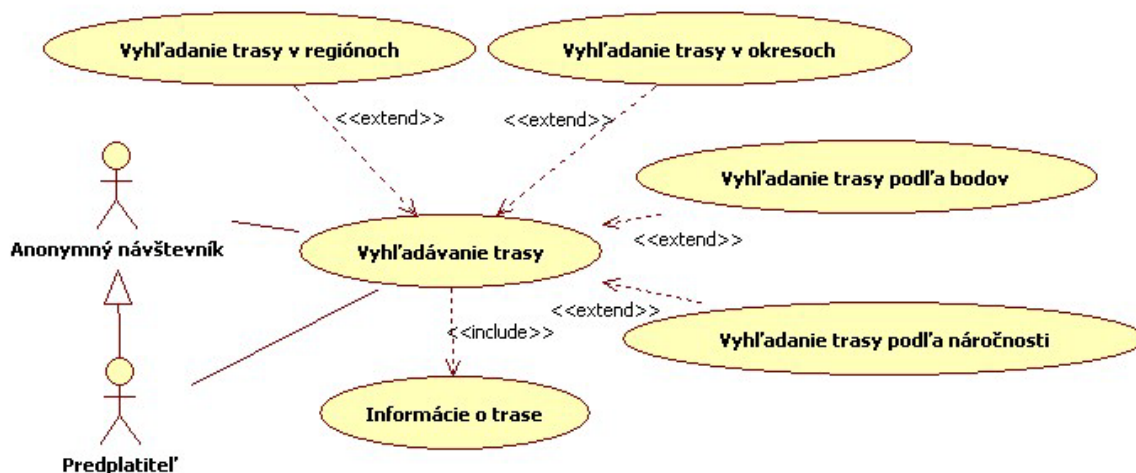 Vyhľadanie trasy v regiónoch
Vyhľadanie trasy v okresoch
<<extend>>
<<extend>>
Vyhľadanie trasy podľa bodov
<<extend>>
Anonymný návštevník
Vyhľadávanie trasy
<<extend>>
<<include>>
Vyhľadanie trasy podľa náročnosti
Informácie o trase
Predplatiteľ